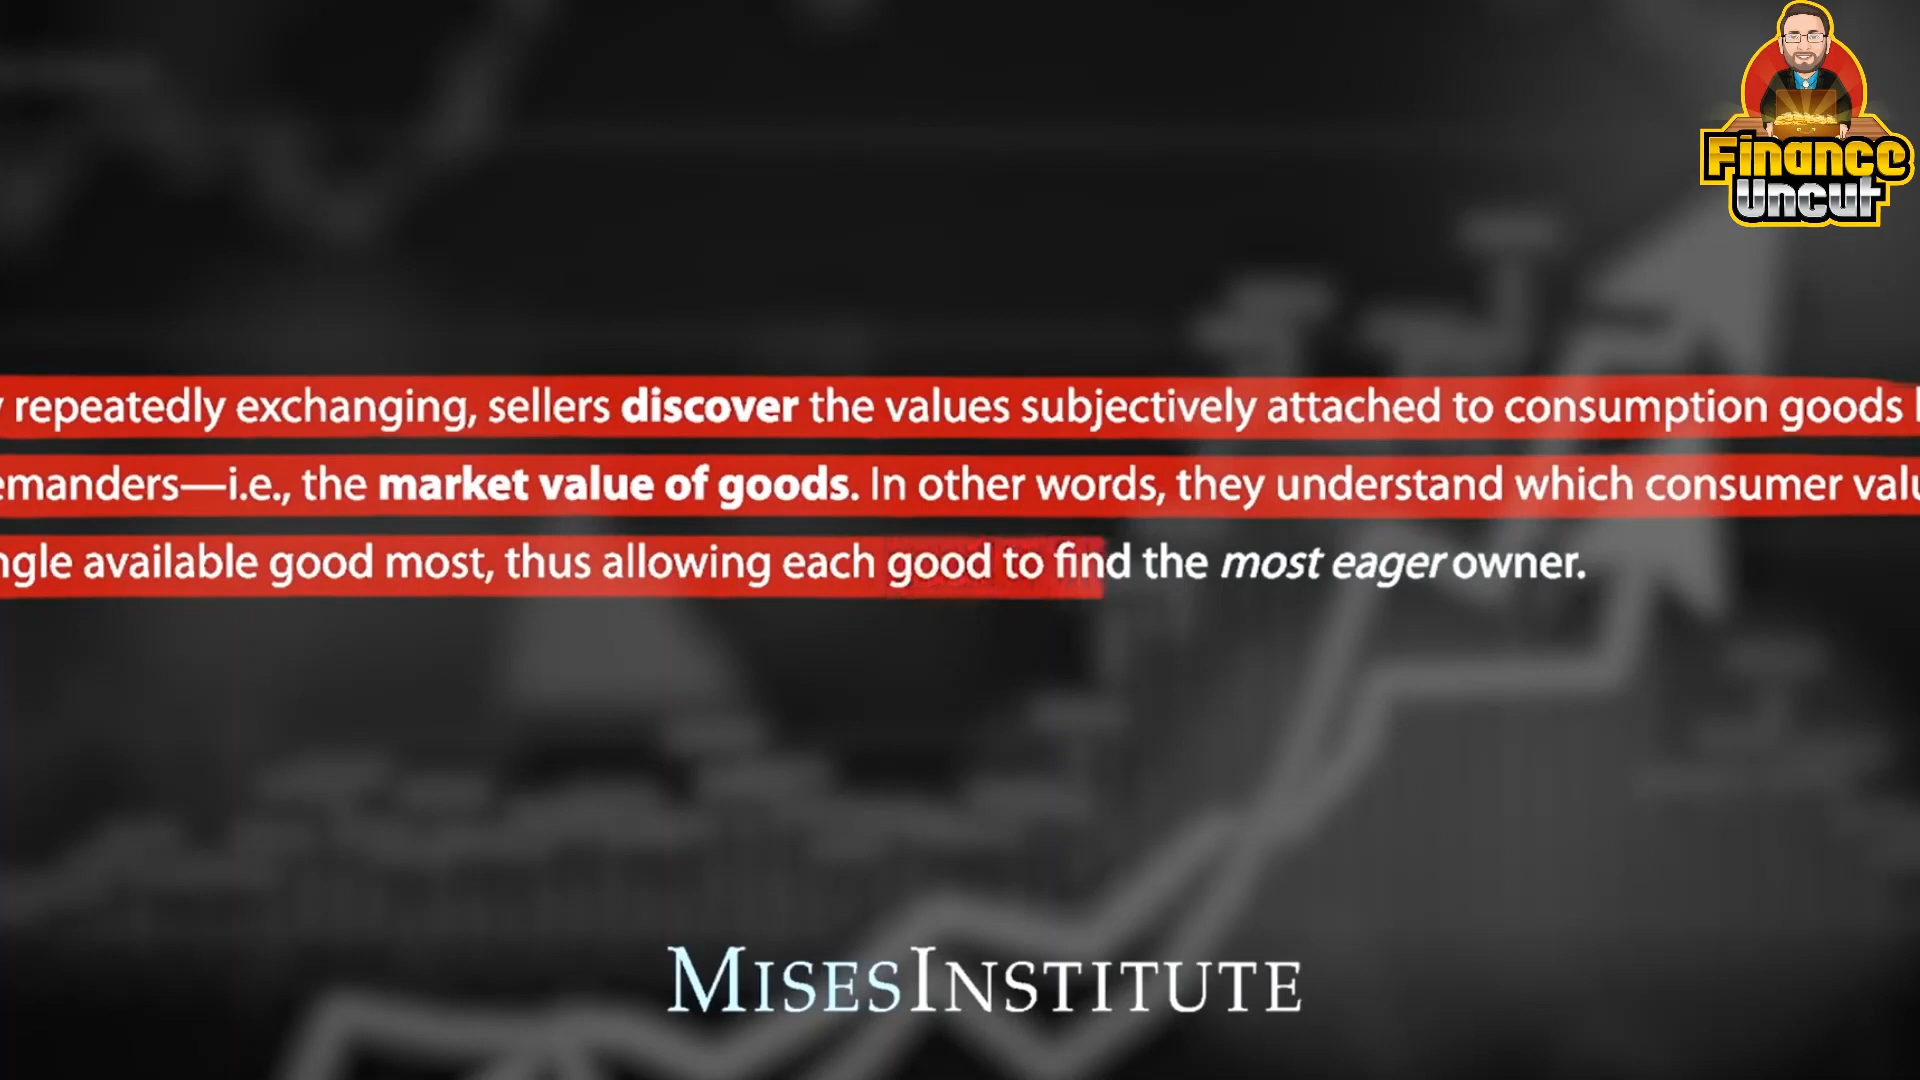 Finance
Uncut
repeatedly exchanging, sellers discover the values subjectively attached to consumption goods
emanders—i.e., the market value of goods. In other words, they understand which consumer valu
ngle available good most, thus allowing each good to find the most eager owner.
MISESINSTITUTE